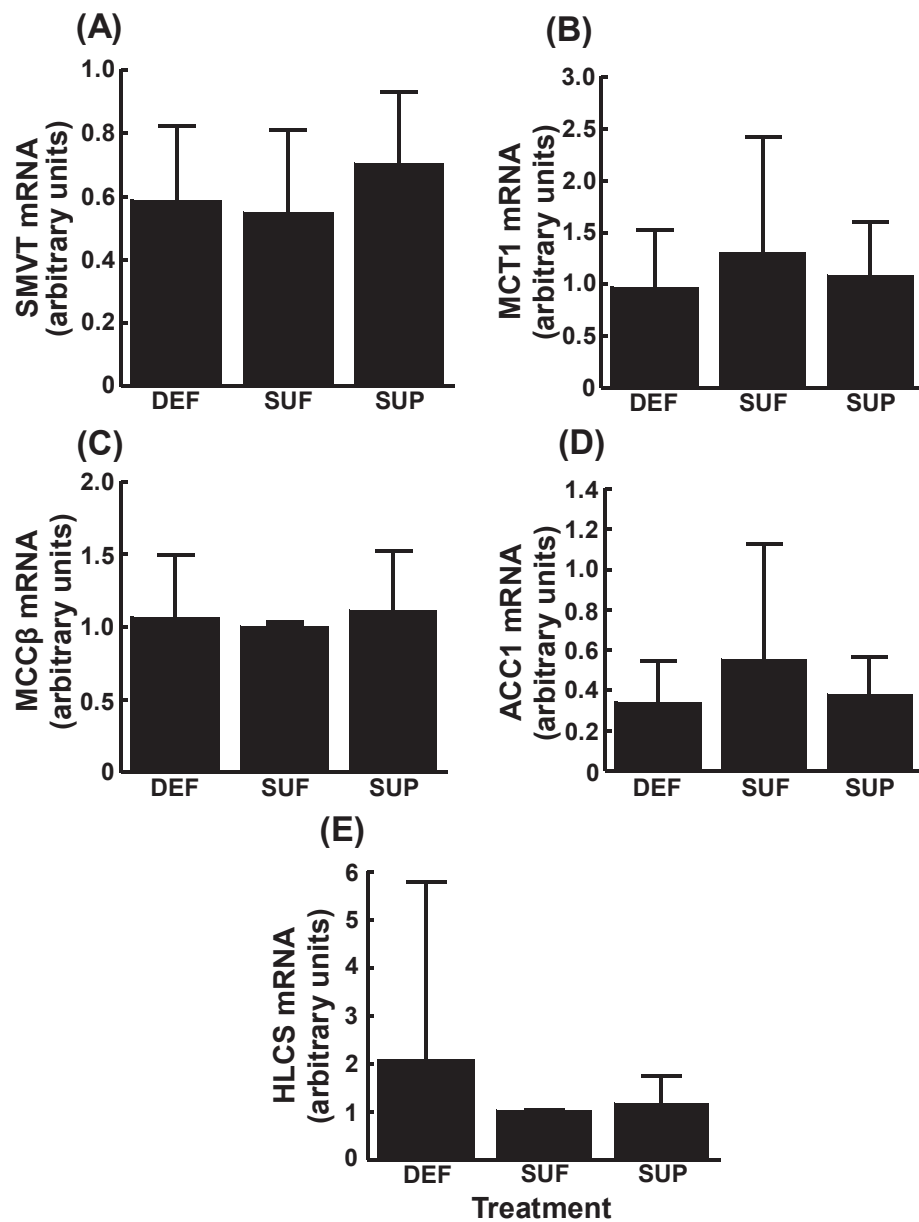 (A)
SMVT mRNA
(arbitrary units)
1.0
0.8
0.6
0.4
0.2
0
DEF SUF SUP
(B)
MCT1 mRNA
(arbitrary units)
3.0
2.5
2.0
1.5
1.0
0.5
0
DEF SUF SUP
(C)
MCCβ mRNA
(arbitrary units)
2.0
1.5
1.0
0.5
0
DEF SUF SUP
(D)
ACC1 mRNA
(arbitrary units)
1.4
1.2
1.0
0.8
0.6
0.4
0.2
0
DEF SUF SUP
(E)
HLCS mRNA
(arbitrary units)
6
5
4
3
2
1
0
DEF SUF SUP
Treatment